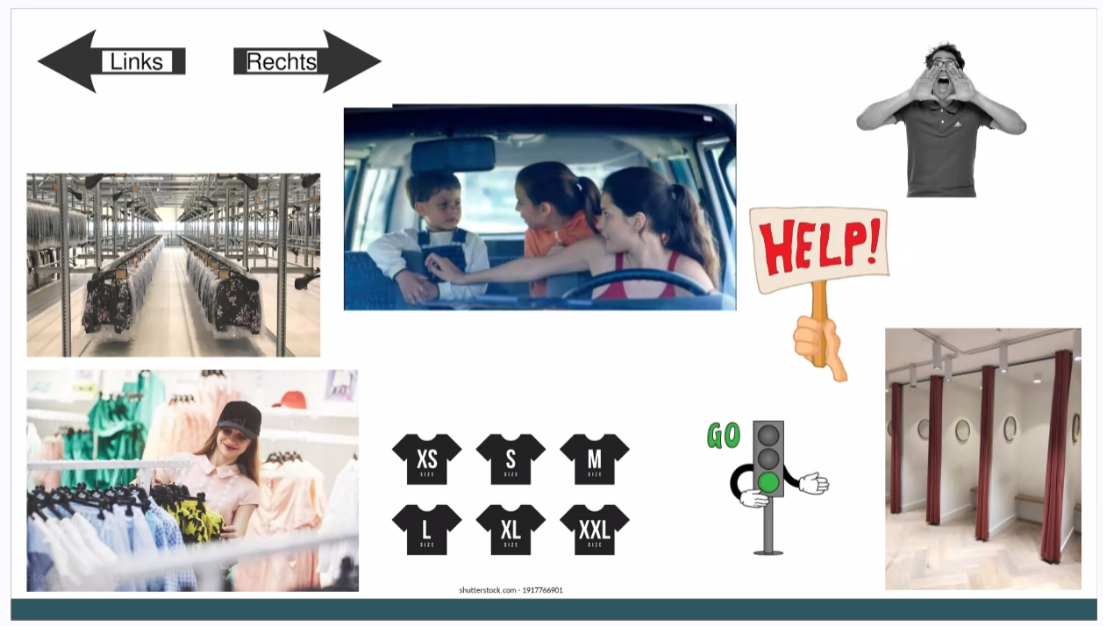 Links
Rechts
HELP!
GO
XS
SIZE
S
SIZE
M
SIZE
L
SIZE
XL
SIZE
XXL
SIZE
shutterstock.com · 1917766901